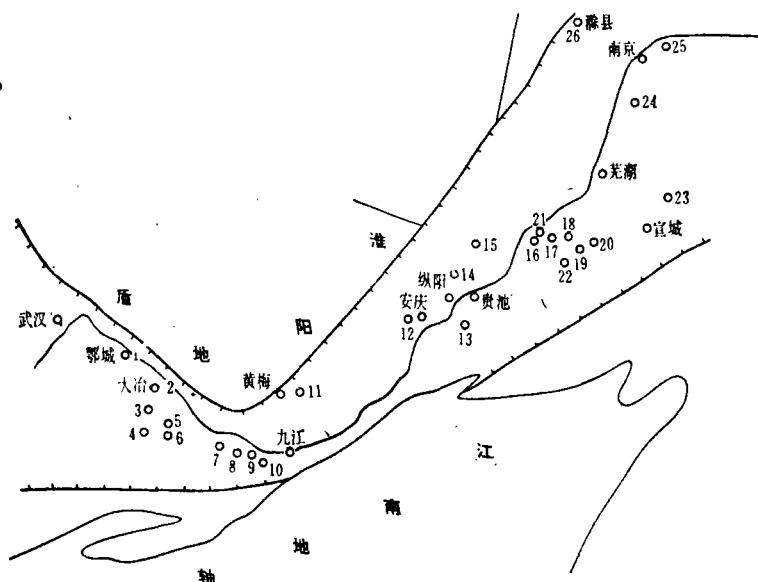 滁县
26
南京
25
24
芜湖
23
宣城
淮
21
18
16
17
20
19
22
15
14
枞阳
贵池
安庆
12
13
盾
阳
武汉
地
鄂城
1
大冶
2
黄梅
11
3
5
4
6
九江
7
8
9
10
江
南
地
轴